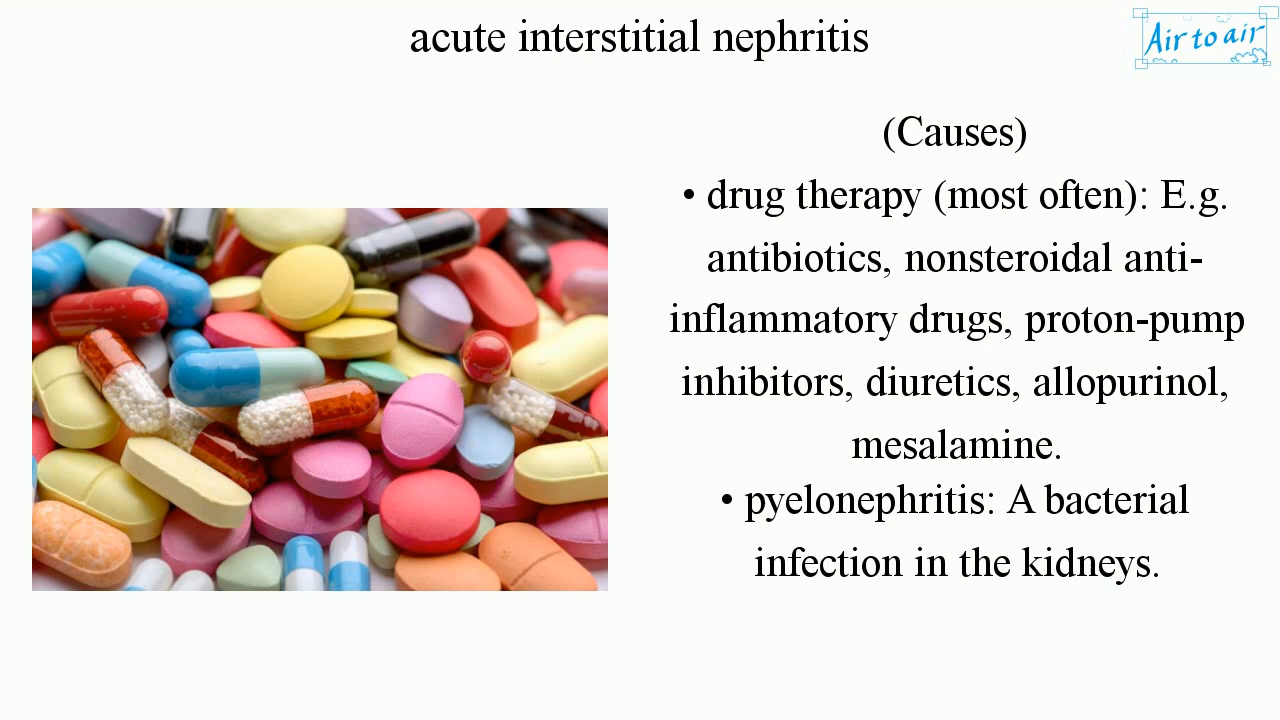 acute interstitial nephritis
Air to air
(Causes)
• drug therapy (most often): E.g.
antibiotics, nonsteroidal anti-
inflammatory drugs, proton-pump
inhibitors, diuretics, allopurinol,
mesalamine.
• pyelonephritis: A bacterial
infection in the kidneys.